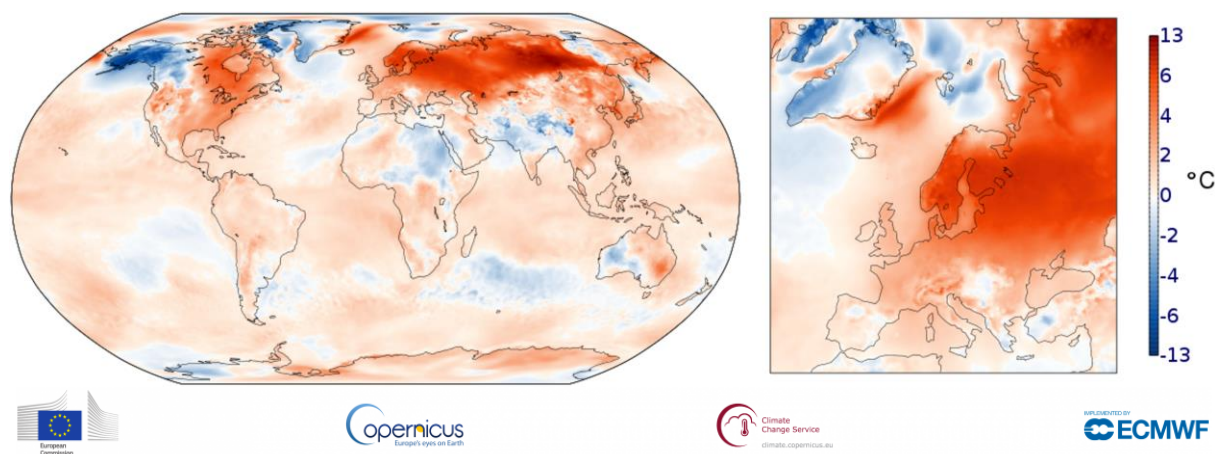 13
6
4
2
0
-2
-4
-6
-13
°C
European
Commission
opernicus
Europe's eyes on Earth
Climate
Change Service
climate.copernicus.eu
IMPLEMENTED BY
ECMWF